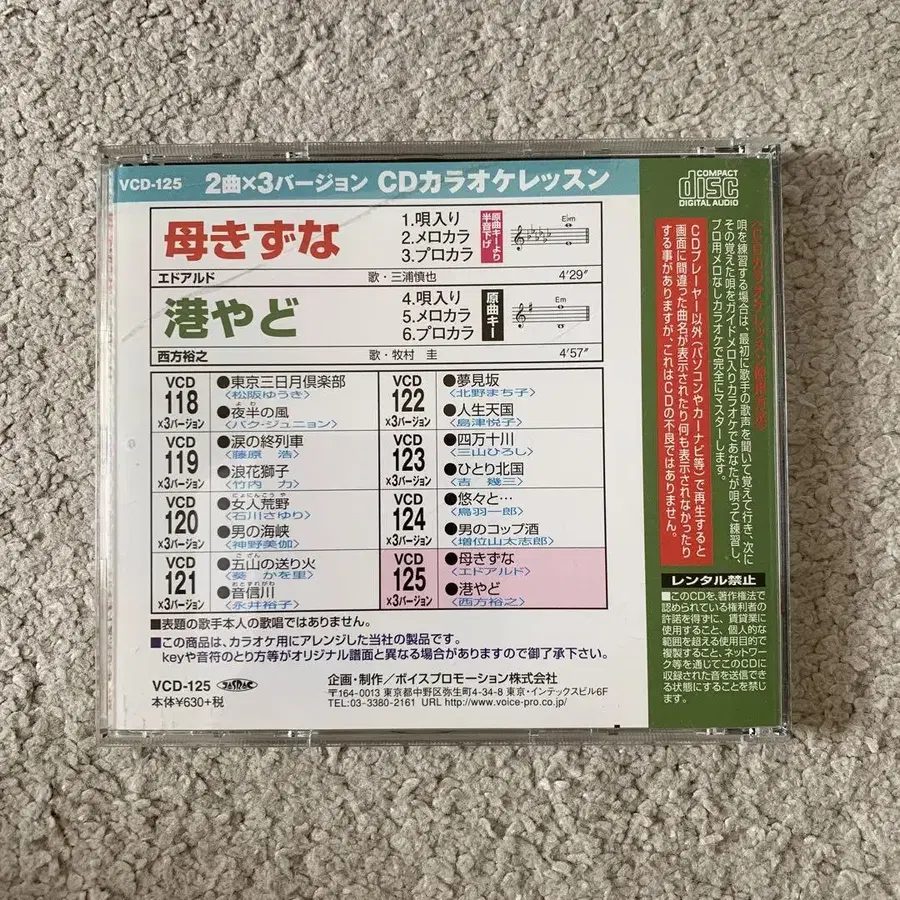 VCD-125 2曲×3バージョン CDカラオケレッスン
COMPACT
disc
DIGITAL AUDIO
母きずな
1.唄入り
2.メロカラ
3.プロカラ
原曲キーより
半音下げ
エドアルド 歌・三浦慎也 4'29"
港やど
4.唄入り
5.メロカラ
6.プロカラ
原曲キー
Em
西方裕之 歌・牧村 圭 4'57"
VCD
118
×3バージョン
●東京三日月倶楽部
〈松阪ゆうき〉
よわ
●夜半の風
〈パク・ジュニョン〉
VCD
119
×3バージョン
●涙の終列車
〈藤原 浩〉
●浪花獅子
〈竹内 力〉
VCD
120
×3バージョン
にょにんこうや
●女人荒野
〈石川さゆり〉
●男の海峡
〈神野美伽〉
VCD
121
×3バージョン
ござん
●五山の送り火
〈葵 かを里〉
おとずれがわ
●音信川
〈永井裕子〉
VCD
122
×3バージョン
●夢見坂
〈北野まち子〉
●人生天国
〈島津悦子〉
VCD
123
×3バージョン
●四万十川
〈三山ひろし〉
●ひとり北国
〈吉 幾三〉
VCD
124
×3バージョン
●悠々と…
〈鳥羽一郎〉
●男のコップ酒
〈増位山太志郎〉
VCD
125
×3バージョン
●母きずな
〈エドアルド〉
●港やど
〈西方裕之〉
■表題の歌手本人の歌唱ではありません。
■この商品は、カラオケ用にアレンジした当社の製品です。
keyや音符のとり方等がオリジナル譜面と異なる場合がありますので御了承下さい。
VCD-125 JASRAC
本体¥630+税
企画・制作/ボイスプロモーション株式会社
〒164-0013 東京都中野区弥生町4-34-8 東京・インテックスビル6F
TEL:03-3380-2161 URL http://www.voice-pro.co.jp/
唄を練習する場合は、最初に歌手の歌声を聞いて覚えて行き、次に
その覚えた唄をガイドメロ入りカラオケであなたが唄って練習し、
プロ用メロなしカラオケで完全にマスターします。
CDプレーヤー以外(パソコンやカーナビ等)で再生すると
画面に間違った曲名が表示されたり何も表示されなかったり
する事がありますが、これはCDの不良ではありません。
レンタル禁止
■このCDを、著作権法で
認められている権利者の
許諾を得ずに、賃貸業に
使用すること、個人的な
範囲を超える使用目的で
複製すること、ネットワー
ク等を通じてこのCDに
収録された音を送信でき
る状態にすることを禁じ
ます。